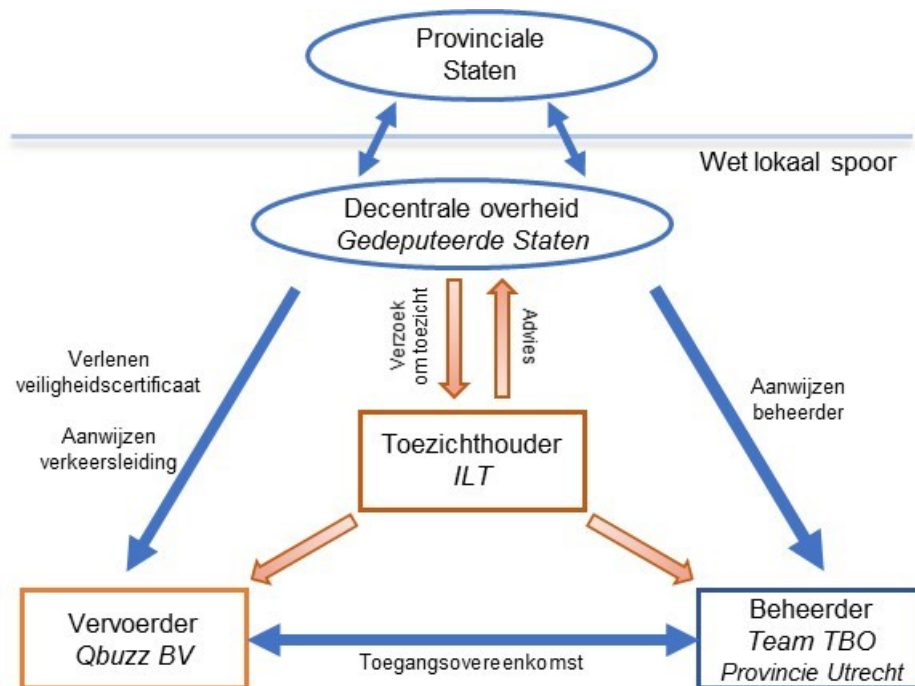 Provinciale
Staten
Wet lokaal spoor
Decentrale overheid
Gedeputeerde Staten
Verzoek
om toezicht
Advies
Verlenen
veiligheidscertificaat
Aanwijzen
verkeersleiding
Aanwijzen
beheerder
Toezichthouder
ILT
Vervoerder
Qbuzz BV
Toegangsovereenkomst
Beheerder
Team TBO
Provincie Utrecht